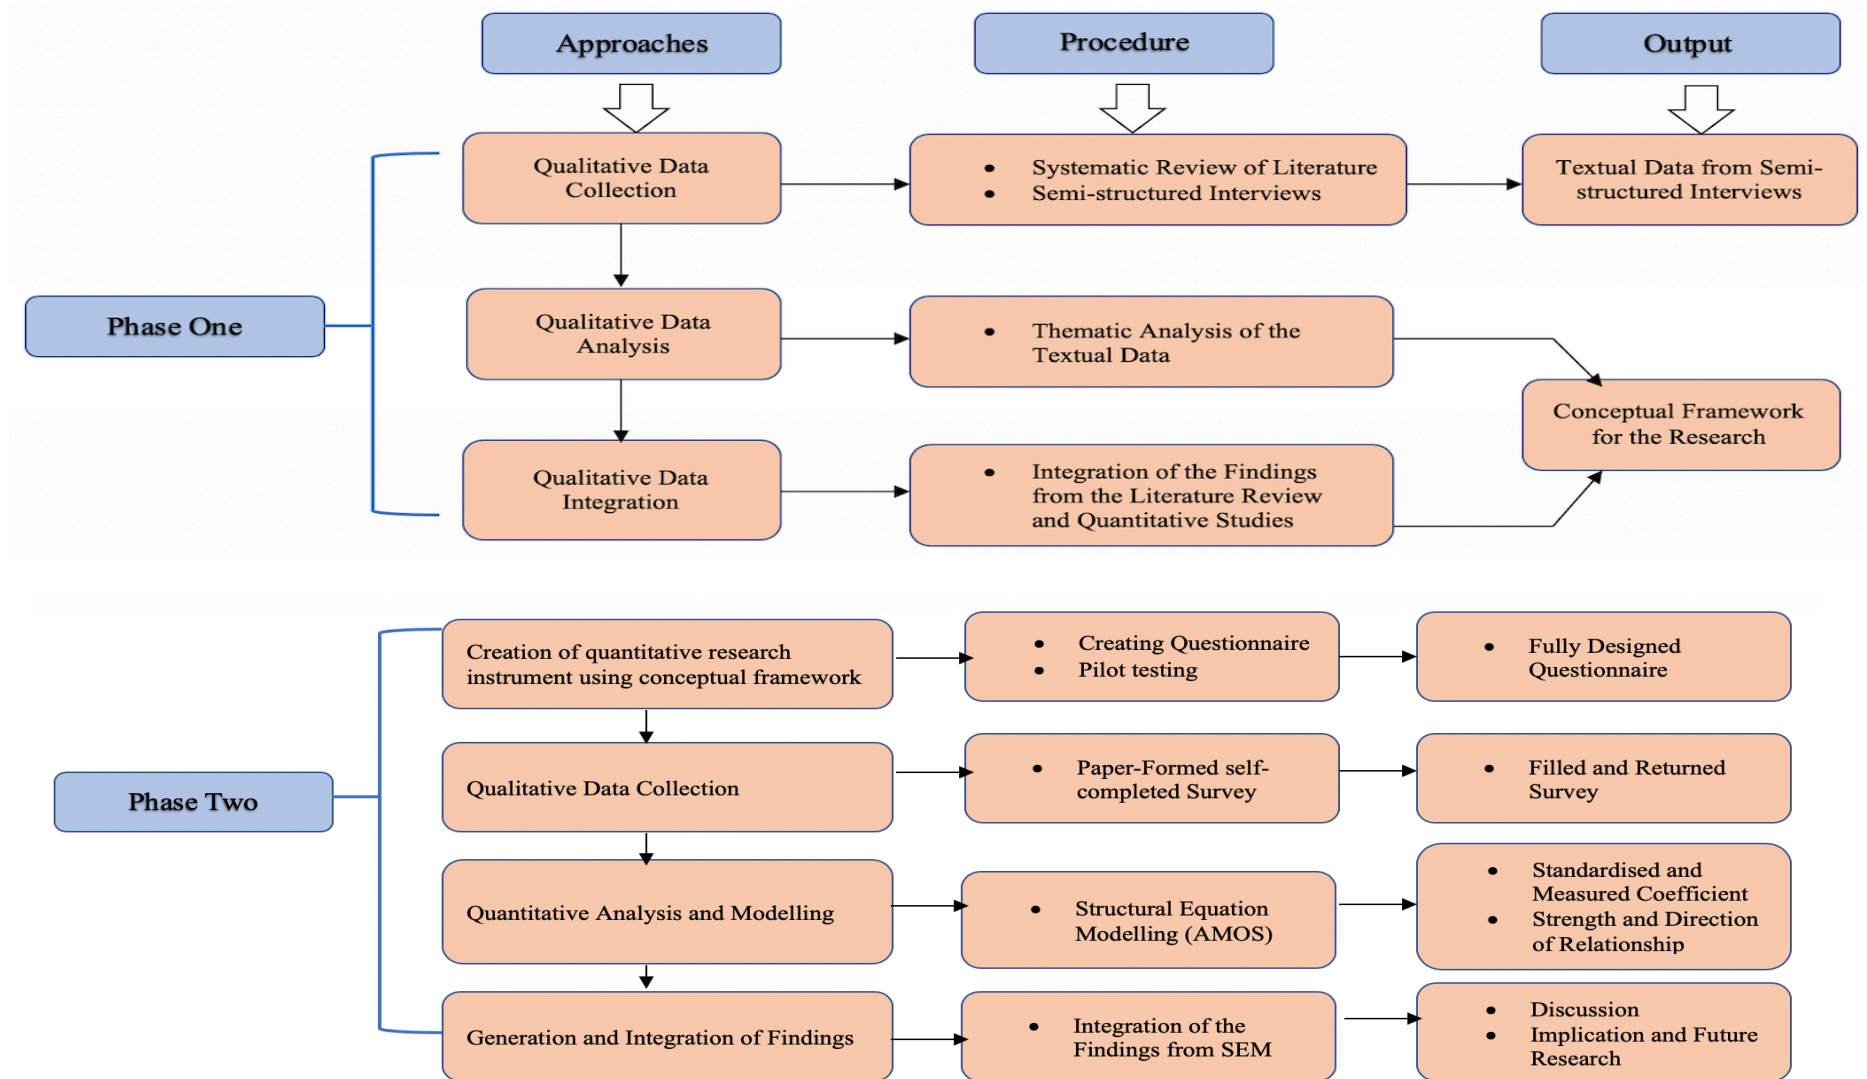 Approaches
Procedure
Output
Qualitative Data
Collection
• Systematic Review of Literature
• Semi-structured Interviews
Textual Data from Semi-
structured Interviews
Phase One
Qualitative Data
Analysis
• Thematic Analysis of the
Textual Data
Conceptual Framework
for the Research
Qualitative Data
Integration
• Integration of the Findings
from the Literature Review
and Quantitative Studies
Creation of quantitative research
instrument using conceptual framework
• Creating Questionnaire
• Pilot testing
• Fully Designed
Questionnaire
Phase Two
Qualitative Data Collection
• Paper-Formed self-
completed Survey
• Filled and Returned
Survey
Quantitative Analysis and Modelling
• Structural Equation
Modelling (AMOS)
• Standardised and
Measured Coefficient
• Strength and Direction
of Relationship
Generation and Integration of Findings
• Integration of the
Findings from SEM
• Discussion
• Implication and Future
Research